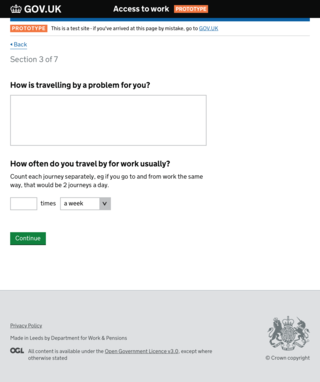 GOV.UK
Access to work PROTOTYPE
PROTOTYPE This is a test site - if you've arrived at this page by mistake, go to GOV.UK
Back
Section 3 of 7
How is travelling by a problem for you?
How often do you travel by for work usually?
Count each journey separately, eg if you go to and from work the same
way, that would be 2 journeys a day.
times a week
Continue
Privacy Policy
Made in Leeds by Department for Work & Pensions
OGL All content is available under the Open Government Licence v3.0, except where
otherwise stated
© Crown copyright